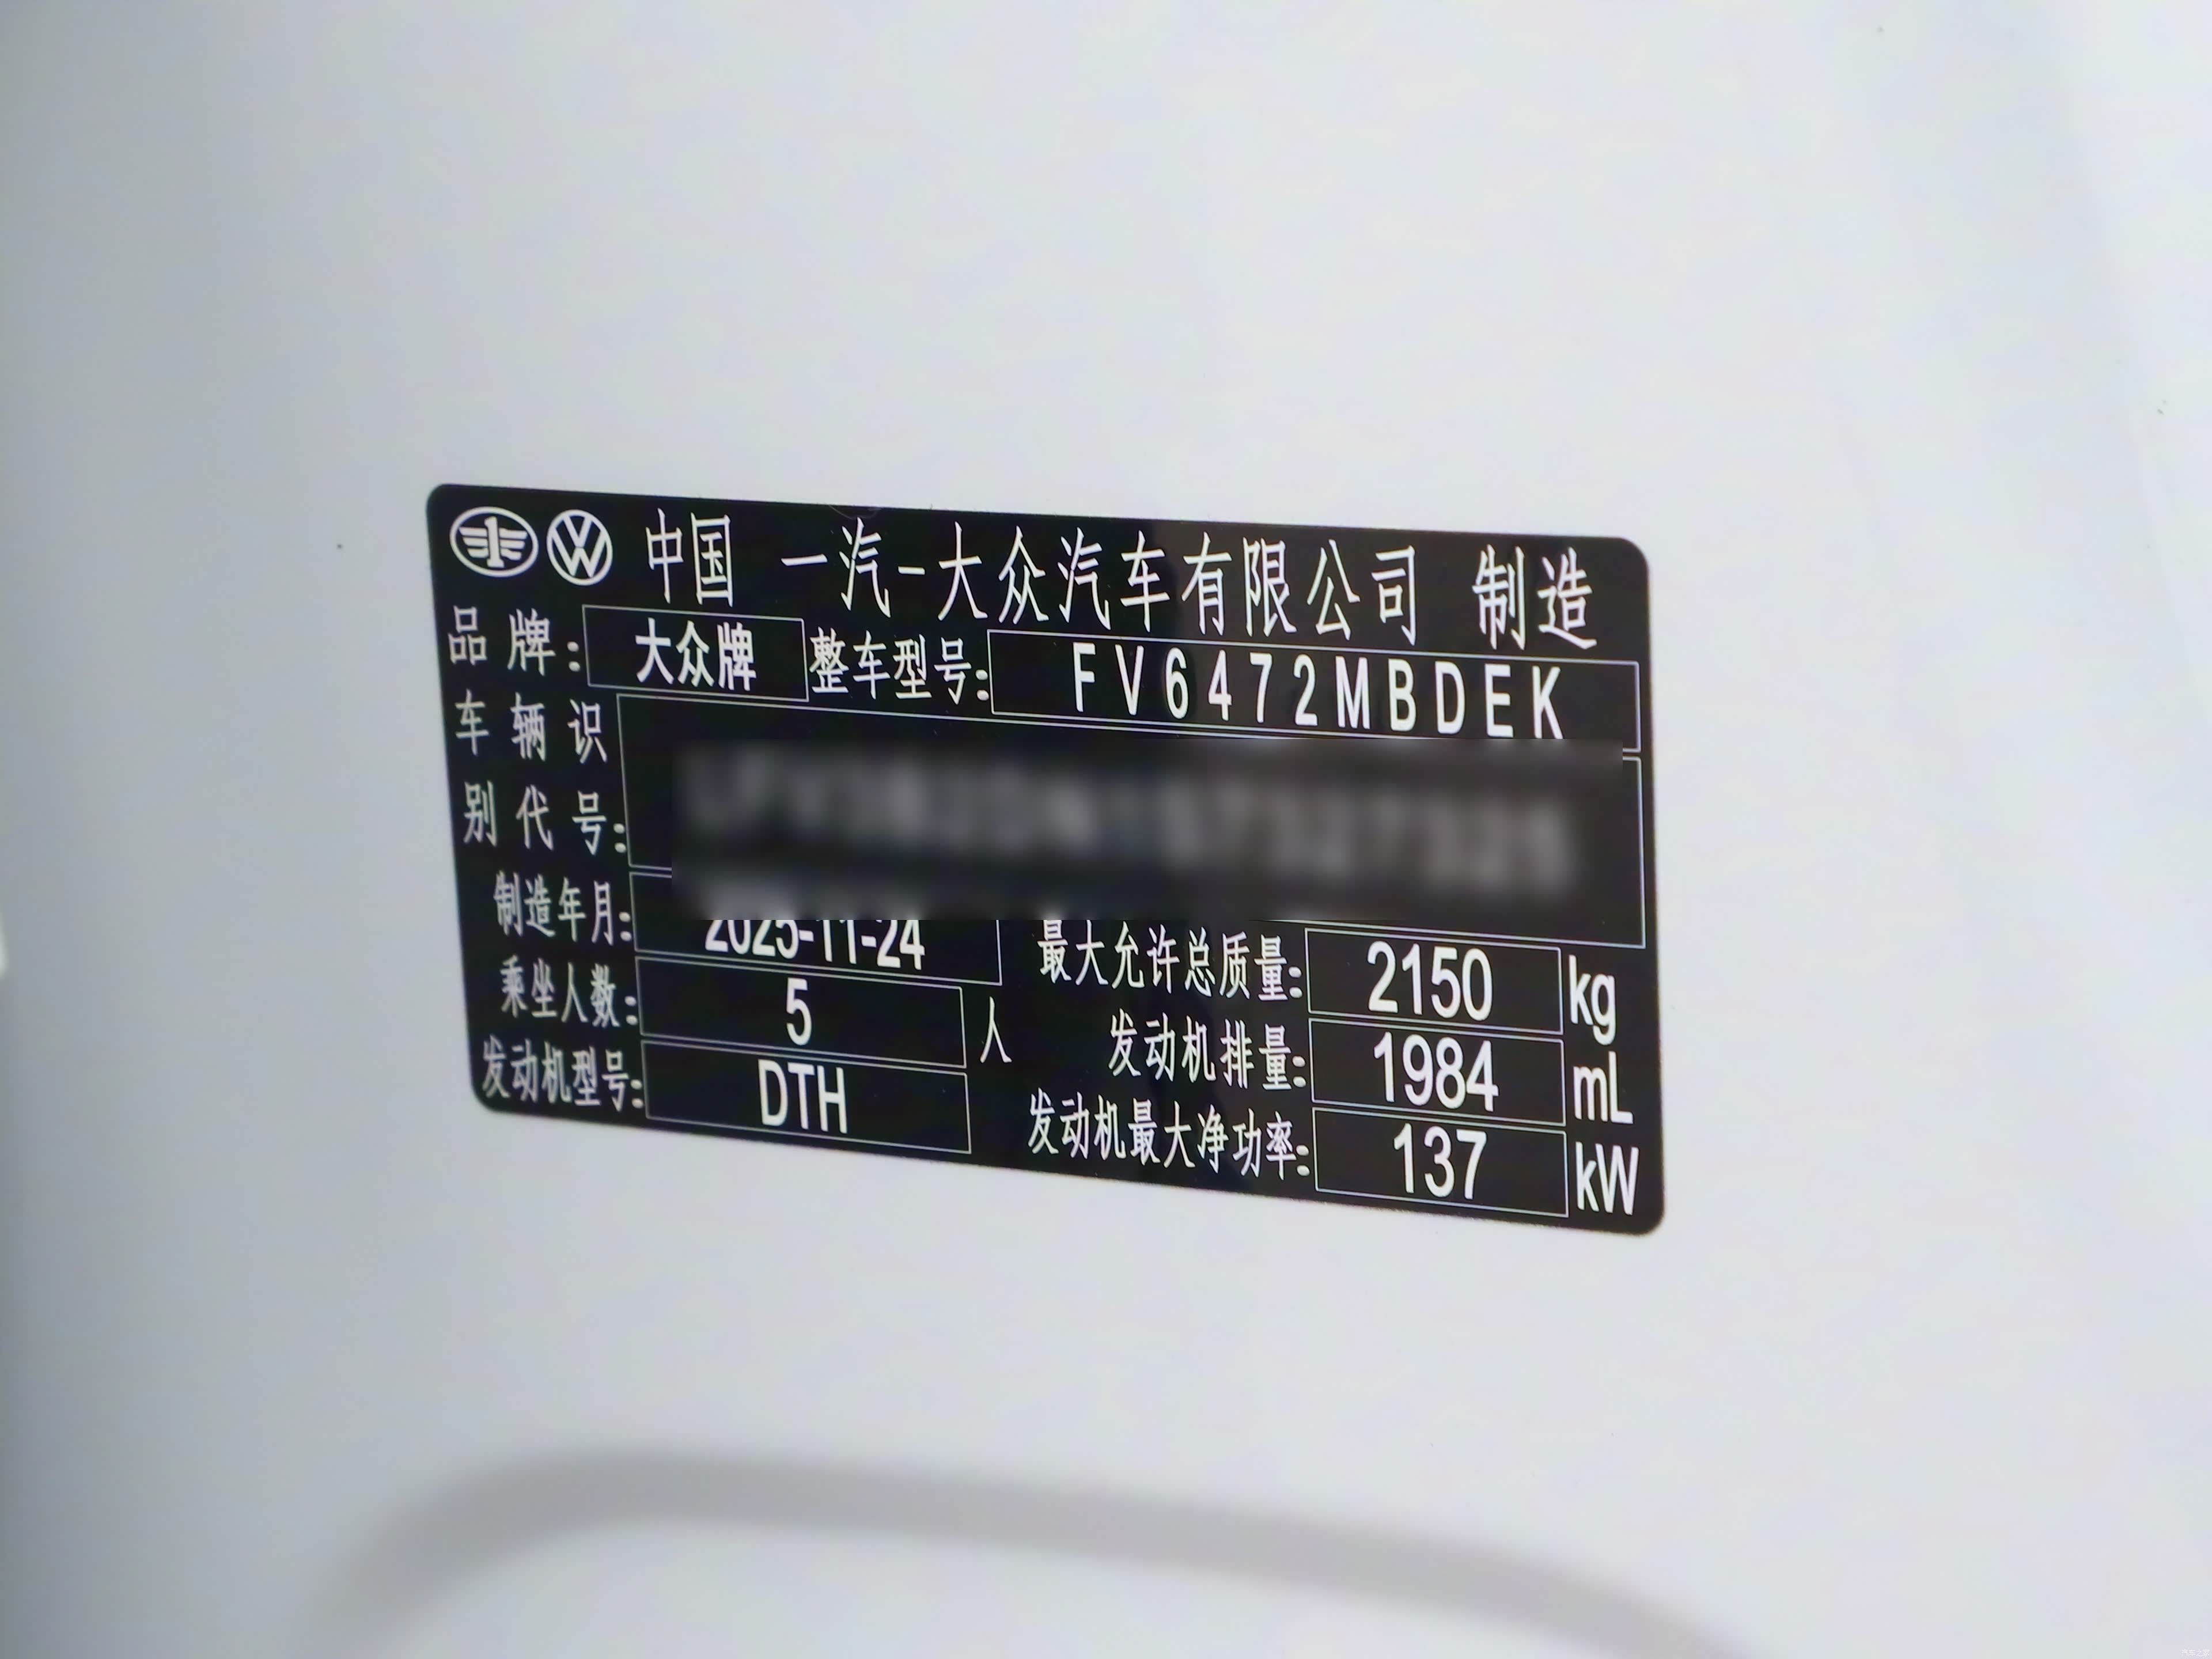 中国 一汽-大众汽车有限公司 制造
品牌: 大众牌 整车型号: FV6472MBDEK
车辆识
别代号:
制造年月: 2025-11-24 最大允许总质量: 2150 kg
乘坐人数: 5 人 发动机排量: 1984 mL
发动机型号: DTH 发动机最大净功率: 137 kW